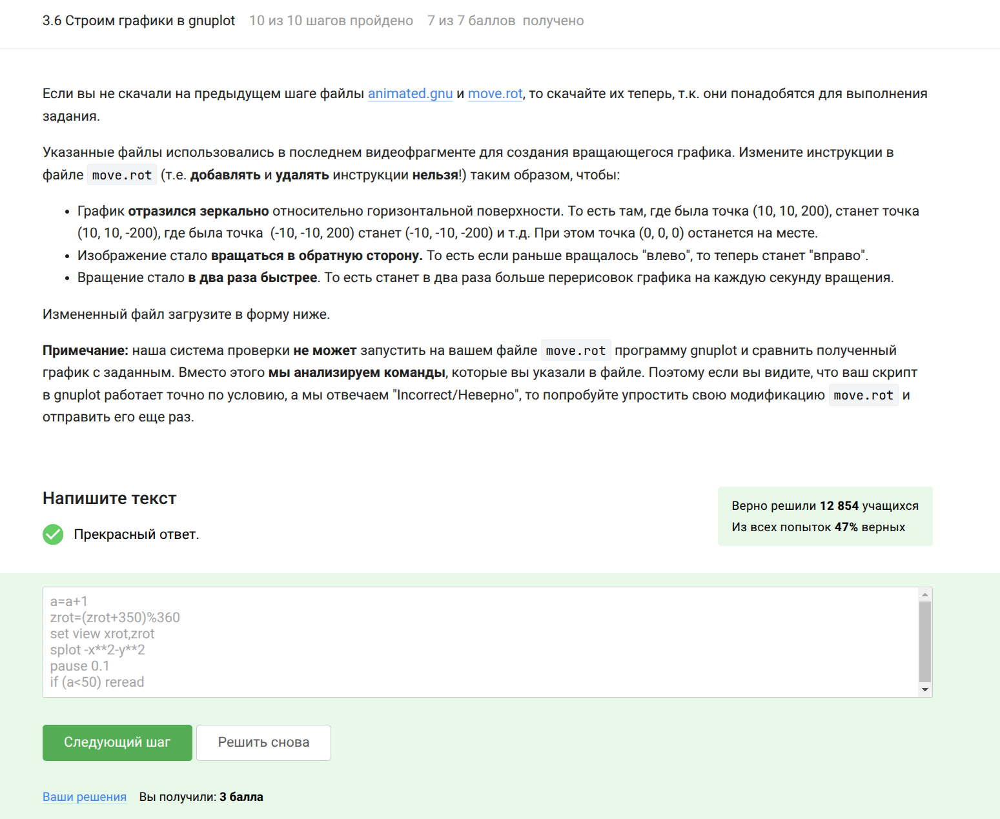 3.6 Строим графики в gnuplot 10 из 10 шагов пройдено 7 из 7 баллов получено
Если вы не скачали на предыдущем шаге файлы animated.gnu и move.rot, то скачайте их теперь, т.к. они понадобятся для выполнения
задания.
Указанные файлы использовались в последнем видеофрагменте для создания вращающегося графика. Измените инструкции в
файле move.rot (т.е. добавлять и удалять инструкции нельзя!) таким образом, чтобы:
• График отразился зеркально относительно горизонтальной поверхности. То есть там, где была точка (10, 10, 200), станет точка
(10, 10, -200), где была точка (-10, -10, 200) станет (-10, -10, -200) и т.д. При этом точка (0, 0, 0) останется на месте.
• Изображение стало вращаться в обратную сторону. То есть если раньше вращалось "влево", то теперь станет "вправо".
• Вращение стало в два раза быстрее. То есть станет в два раза больше перерисовок графика на каждую секунду вращения.
Измененный файл загрузите в форму ниже.
Примечание: наша система проверки не может запустить на вашем файле move.rot программу gnuplot и сравнить полученный
график с заданным. Вместо этого мы анализируем команды, которые вы указали в файле. Поэтому если вы видите, что ваш скрипт
в gnuplot работает точно по условию, а мы отвечаем "Incorrect/Неверно", то попробуйте упростить свою модификацию move.rot и
отправить его еще раз.
Напишите текст
Прекрасный ответ.
Верно решили 12 854 учащихся
Из всех попыток 47% верных
a=a+1
zrot=(zrot+350)%360
set view xrot,zrot
splot -x**2-y**2
pause 0.1
if (a<50) reread
Следующий шаг Решить снова
Ваши решения Вы получили: 3 балла